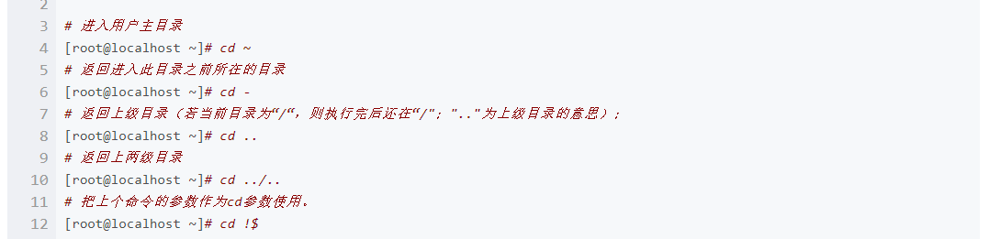 2
3 # 进入用户主目录
4 [root@localhost ~]# cd ~
5 # 返回进入此目录之前所在的目录
6 [root@localhost ~]# cd -
7 # 返回上级目录（若当前目录为“/“，则执行完后还在“/"; ".."为上级目录的意思）;
8 [root@localhost ~]# cd ..
9 # 返回上两级目录
10 [root@localhost ~]# cd ../..
11 # 把上个命令的参数作为cd参数使用。
12 [root@localhost ~]# cd !$